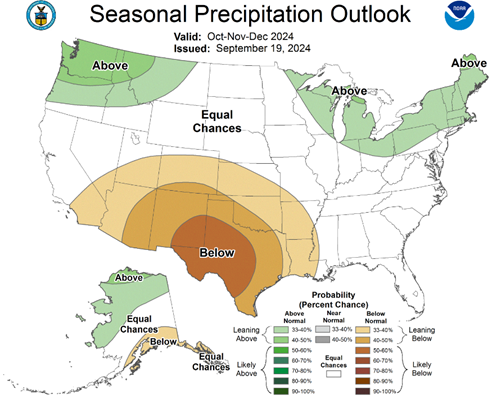 Seasonal Precipitation Outlook
Valid: Oct-Nov-Dec 2024
Issued: September 19, 2024
NOAA
Above
Above
Above
Equal
Chances
Below
Above
Equal
Chances
Below
Equal
Chances
Probability
(Percent Chance)
Above
Normal
Near
Normal
Below
Normal
Leaning
Above
33-40%
33-40%
33-40%
Leaning
Below
40-50%
40-50%
40-50%
Likely
Above
50-60%
Equal
Chances
50-60%
Likely
Below
60-70%
60-70%
70-80%
70-80%
80-90%
80-90%
90-100%
90-100%